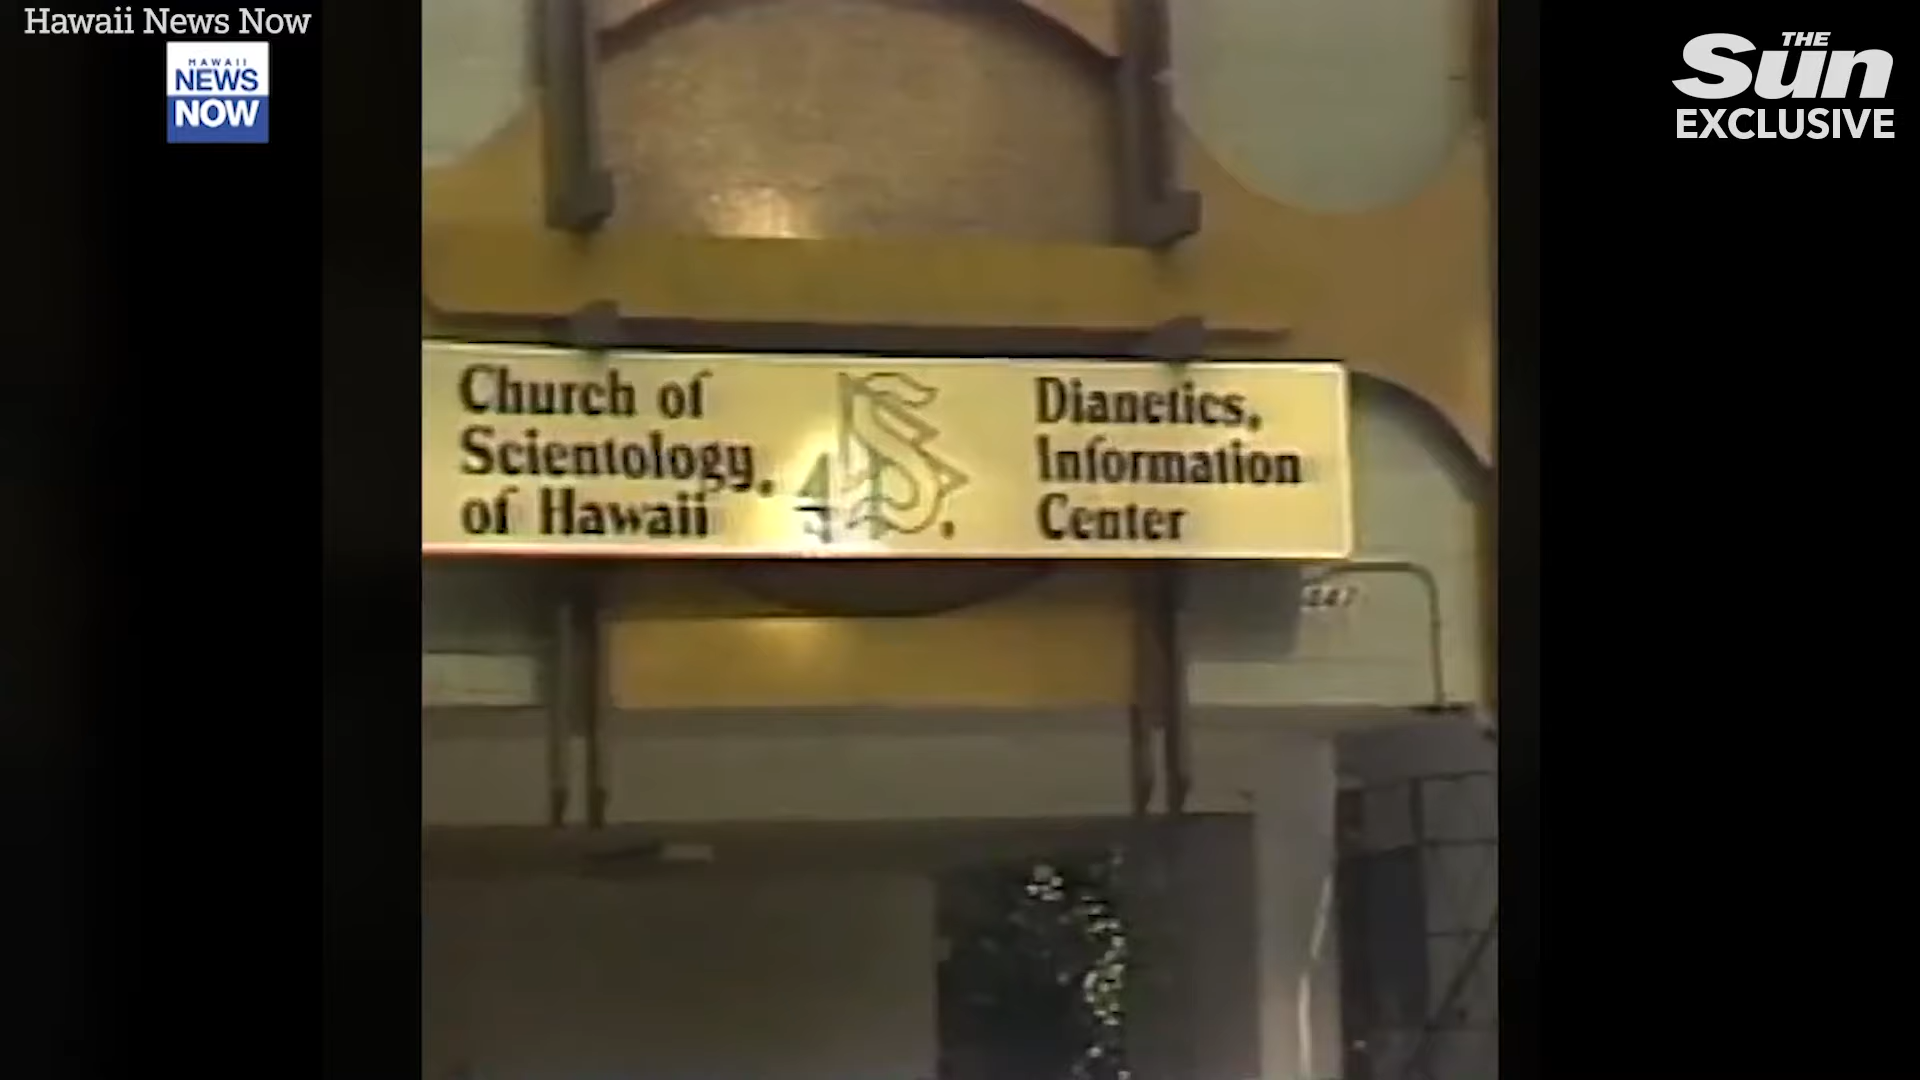 Hawaii News Now
HAWAII
NEWS
NOW
THE
Sun
EXCLUSIVE
Church of
Scientology.
of Hawaii
Dianetics.
Information
Center